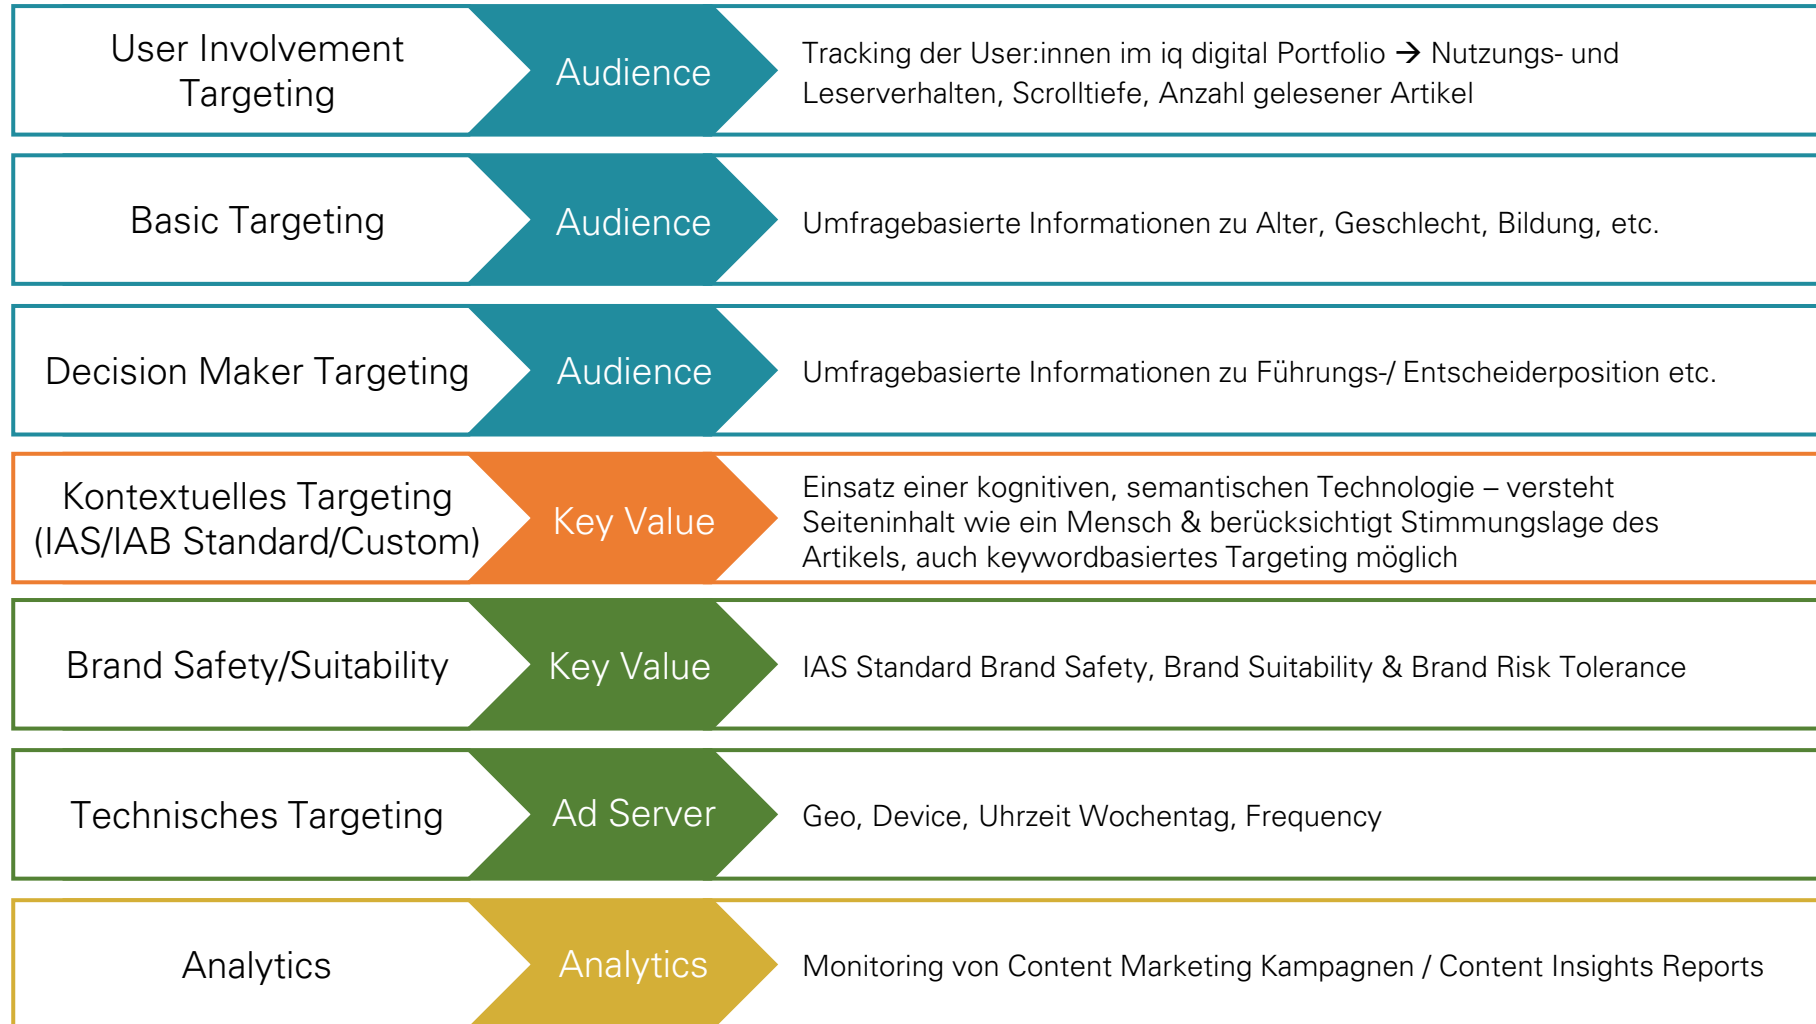 User Involvement
Targeting
Audience
Tracking der User:innen im iq digital Portfolio → Nutzungs- und
Leserverhalten, Scrolltiefe, Anzahl gelesener Artikel
Basic Targeting
Audience
Umfragebasierte Informationen zu Alter, Geschlecht, Bildung, etc.
Decision Maker Targeting
Audience
Umfragebasierte Informationen zu Führungs-/ Entscheiderposition etc.
Kontextuelles Targeting
(IAS/IAB Standard/Custom)
Key Value
Einsatz einer kognitiven, semantischen Technologie – versteht
Seiteninhalt wie ein Mensch & berücksichtigt Stimmungslage des
Artikels, auch keywordbasiertes Targeting möglich
Brand Safety/Suitability
Key Value
IAS Standard Brand Safety, Brand Suitability & Brand Risk Tolerance
Technisches Targeting
Ad Server
Geo, Device, Uhrzeit Wochentag, Frequency
Analytics
Analytics
Monitoring von Content Marketing Kampagnen / Content Insights Reports